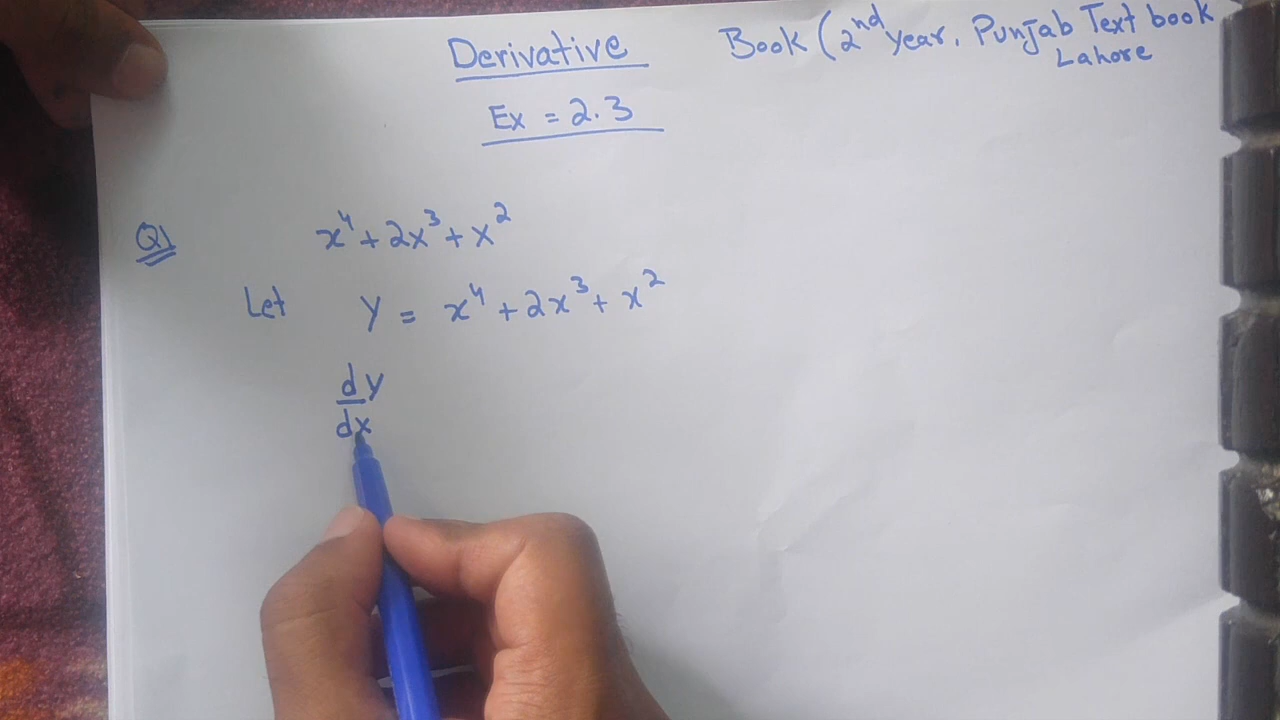 Derivative
Book (2nd year, Punjab Text book
Lahore
Ex = 2.3
Q1
x⁴ + 2x³ + x²
Let y = x⁴ + 2x³ + x²
dy
dx